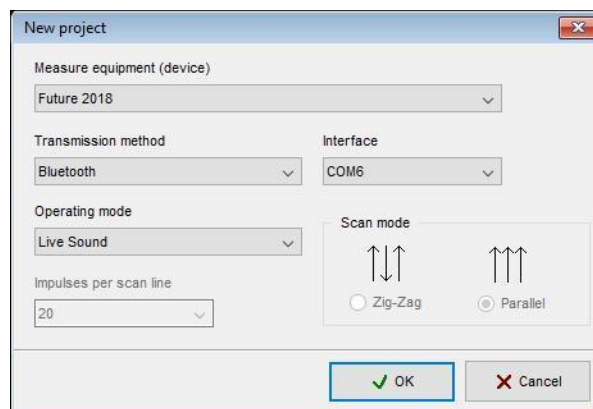 New project
Measure equipment (device)
Future 2018
Transmission method
Interface
Bluetooth
COM6
Operating mode
Live Sound
Scan mode
Impulses per scan line
20
Zig-Zag
Parallel
OK
Cancel